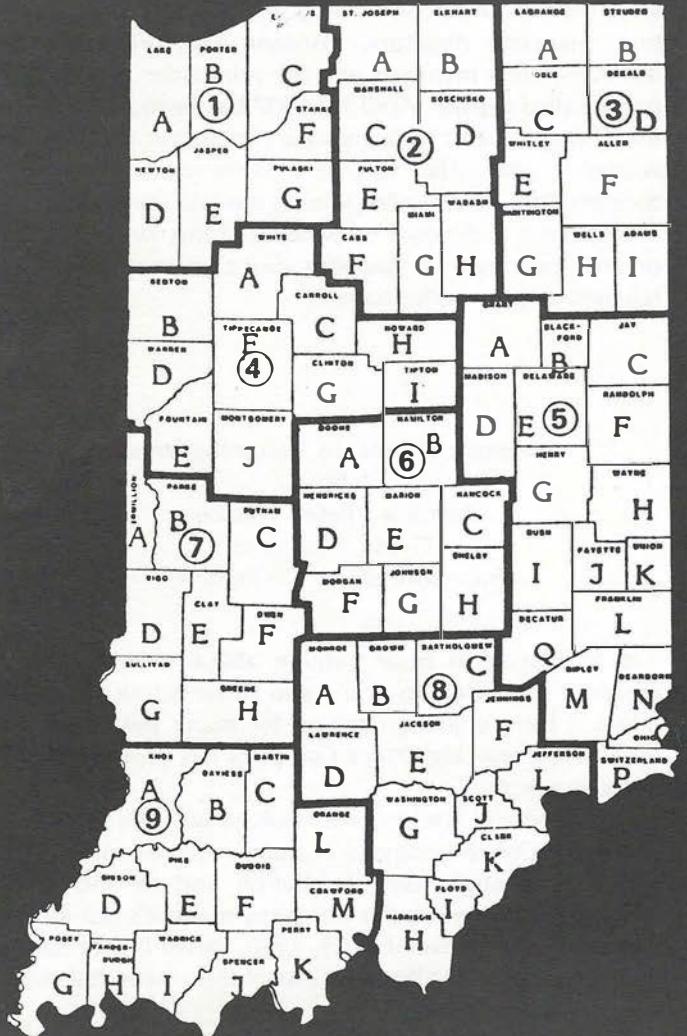 ST. JOSEPH ELKHART LAGRANGE STEUBEN
LAKE PORTER
B C A B A B
① MARSHALL KOSCIUSKO NOBLE DEKALB
A STARKE C ② D C ③ D
F
JASPER WHITLEY ALLEN
NEWTON PULASKI FULTON E F
D E G E MIAMI WABASH HUNTINGTON
WHITE CASS WELLS ADAMS
A F G H G H I
BENTON CARROLL GRANT BLACKFORD JAY
B C HOWARD A B C
TIPPECANOE H
WARREN E CLINTON TIPTON MADISON DELAWARE RANDOLPH
D ④ G I D E ⑤ F
FOUNTAIN MONTGOMERY BOONE HAMILTON HENRY
E J A ⑥ B G WAYNE
PARKE PUTNAM HENDRICKS MARION HANCOCK H
A B ⑦ C D E C RUSH FAYETTE UNION
SHELBY I J K
VIGO CLAY OWEN MORGAN JOHNSON FRANKLIN
D E F F G H L
DECATUR
SULLIVAN GREENE MONROE BROWN BARTHOLOMEW Q RIPLEY DEARBORN
G H A B ⑧ C JENNINGS M N
JACKSON F OHIO
KNOX DAVIESS MARTIN LAWRENCE E JEFFERSON SWITZERLAND
A B C D L P
⑨ ORANGE WASHINGTON SCOTT
L G J
PIKE DUBOIS CLARK
GIBSON K
D E F CRAWFORD FLOYD
M HARRISON I
POSEY VANDERBURGH WARRICK SPENCER PERRY H
G H I J K